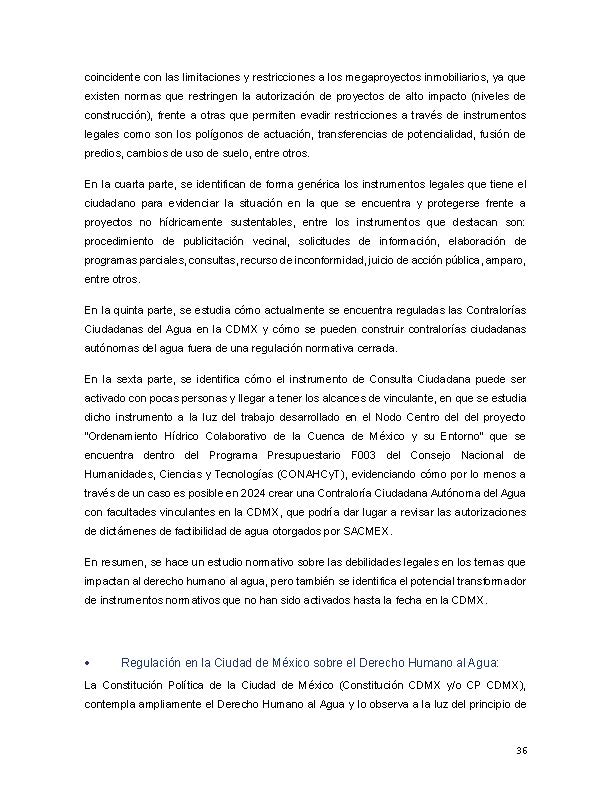 coincidente con las limitaciones y restricciones a los megaproyectos inmobiliarios, ya que
existen normas que restringen la autorización de proyectos de alto impacto (niveles de
construcción), frente a otras que permiten evadir restricciones a través de instrumentos
legales como son los polígonos de actuación, transferencias de potencialidad, fusión de
predios, cambios de uso de suelo, entre otros.
En la cuarta parte, se identifican de forma genérica los instrumentos legales que tiene el
ciudadano para evidenciar la situación en la que se encuentra y protegerse frente a
proyectos no hídricamente sustentables, entre los instrumentos que destacan son:
procedimiento de publicitación vecinal, solicitudes de información, elaboración de
programas parciales, consultas, recurso de inconformidad, juicio de acción pública, amparo,
entre otros.
En la quinta parte, se estudia cómo actualmente se encuentra reguladas las Contralorías
Ciudadanas del Agua en la CDMX y cómo se pueden construir contralorías ciudadanas
autónomas del agua fuera de una regulación normativa cerrada.
En la sexta parte, se identifica cómo el instrumento de Consulta Ciudadana puede ser
activado con pocas personas y llegar a tener los alcances de vinculante, en que se estudia
dicho instrumento a la luz del trabajo desarrollado en el Nodo Centro del del proyecto
"Ordenamiento Hídrico Colaborativo de la Cuenca de México y su Entorno" que se
encuentra dentro del Programa Presupuestario F003 del Consejo Nacional de
Humanidades, Ciencias y Tecnologías (CONAHCyT), evidenciando cómo por lo menos a
través de un caso es posible en 2024 crear una Contraloría Ciudadana Autónoma del Agua
con facultades vinculantes en la CDMX, que podría dar lugar a revisar las autorizaciones
de dictámenes de factibilidad de agua otorgados por SACMEX.
En resumen, se hace un estudio normativo sobre las debilidades legales en los temas que
impactan al derecho humano al agua, pero también se identifica el potencial transformador
de instrumentos normativos que no han sido activados hasta la fecha en la CDMX.
• Regulación en la Ciudad de México sobre el Derecho Humano al Agua:
La Constitución Política de la Ciudad de México (Constitución CDMX y/o CP CDMX),
contempla ampliamente el Derecho Humano al Agua y lo observa a la luz del principio de
36